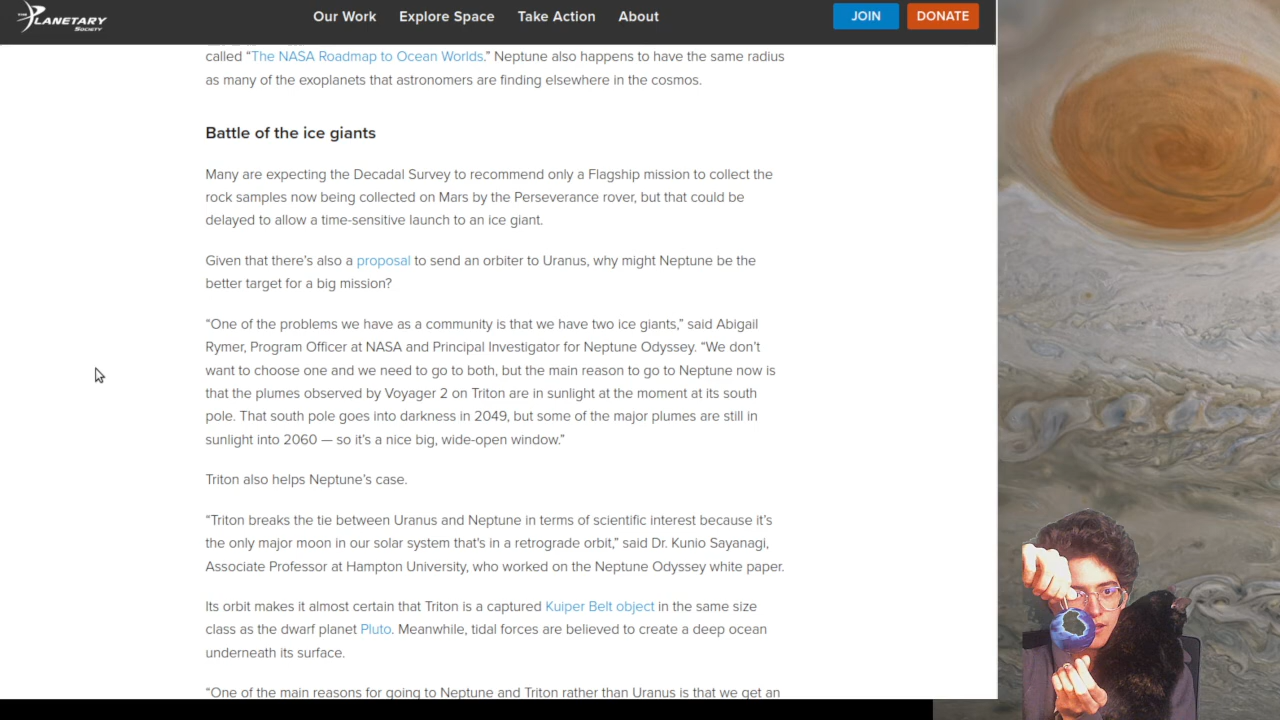 THE
PLANETARY
SOCIETY
Our Work Explore Space Take Action About JOIN DONATE
called “The NASA Roadmap to Ocean Worlds.” Neptune also happens to have the same radius
as many of the exoplanets that astronomers are finding elsewhere in the cosmos.
Battle of the ice giants
Many are expecting the Decadal Survey to recommend only a Flagship mission to collect the
rock samples now being collected on Mars by the Perseverance rover, but that could be
delayed to allow a time-sensitive launch to an ice giant.
Given that there’s also a proposal to send an orbiter to Uranus, why might Neptune be the
better target for a big mission?
“One of the problems we have as a community is that we have two ice giants,” said Abigail
Rymer, Program Officer at NASA and Principal Investigator for Neptune Odyssey. “We don’t
want to choose one and we need to go to both, but the main reason to go to Neptune now is
that the plumes observed by Voyager 2 on Triton are in sunlight at the moment at its south
pole. That south pole goes into darkness in 2049, but some of the major plumes are still in
sunlight into 2060 — so it’s a nice big, wide-open window.”
Triton also helps Neptune’s case.
“Triton breaks the tie between Uranus and Neptune in terms of scientific interest because it’s
the only major moon in our solar system that’s in a retrograde orbit,” said Dr. Kunio Sayanagi,
Associate Professor at Hampton University, who worked on the Neptune Odyssey white paper.
Its orbit makes it almost certain that Triton is a captured Kuiper Belt object in the same size
class as the dwarf planet Pluto. Meanwhile, tidal forces are believed to create a deep ocean
underneath its surface.
“One of the main reasons for going to Neptune and Triton rather than Uranus is that we get an